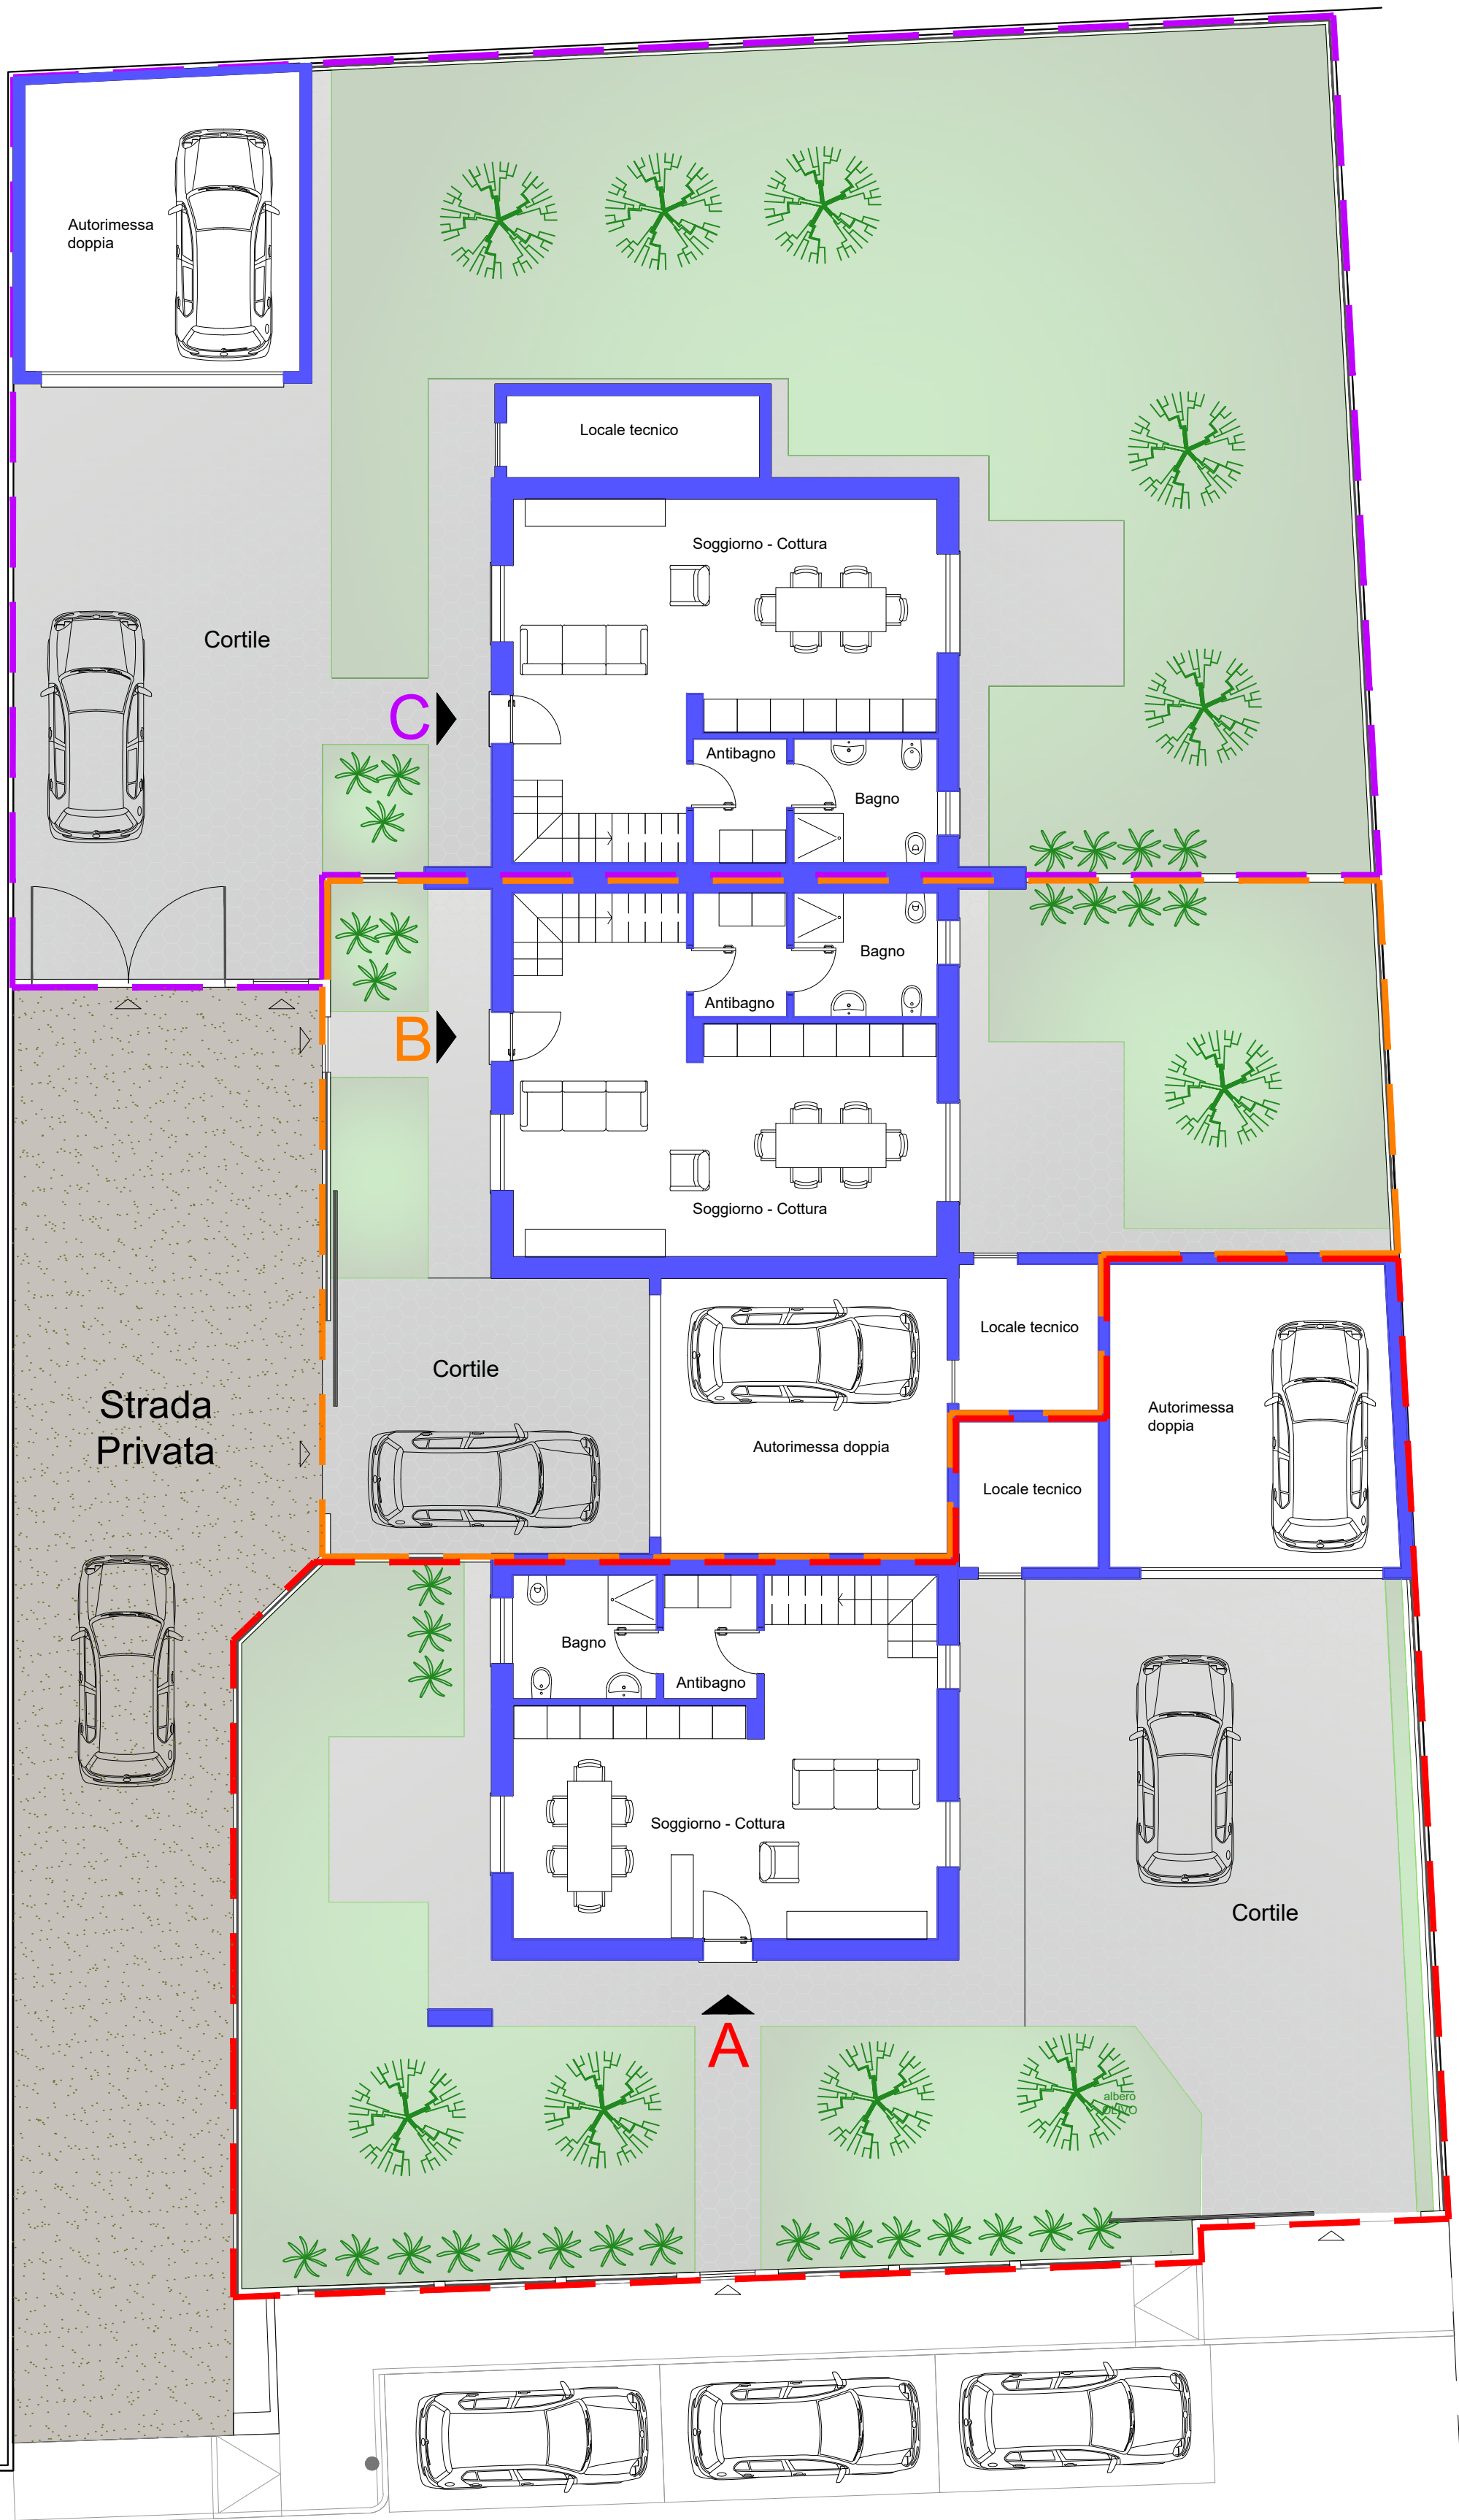 Autorimessa
doppia
Locale tecnico
Soggiorno - Cottura
Cortile
C
Antibagno
Bagno
Bagno
Antibagno
B
Soggiorno - Cottura
Locale tecnico
Cortile
Strada
Privata
Autorimessa
doppia
Autorimessa doppia
Locale tecnico
Bagno
Antibagno
Soggiorno - Cottura
Cortile
A
albero
OLIVO